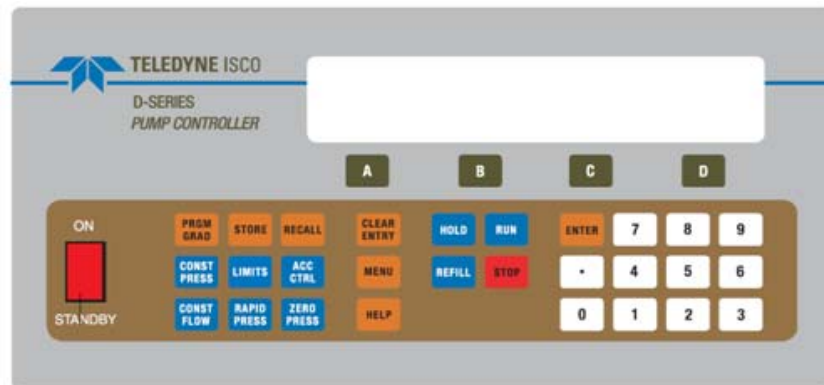 TELEDYNE ISCO
D-SERIES
PUMP CONTROLLER
A B C D
ON
STANDBY
PRGM GRAD
STORE
RECALL
CONST PRESS
LIMITS
ACC CTRL
CONST FLOW
RAPID PRESS
ZERO PRESS
CLEAR ENTRY
MENU
HELP
HOLD
RUN
REFILL
STOP
ENTER 7 8 9
. 4 5 6
0 1 2 3